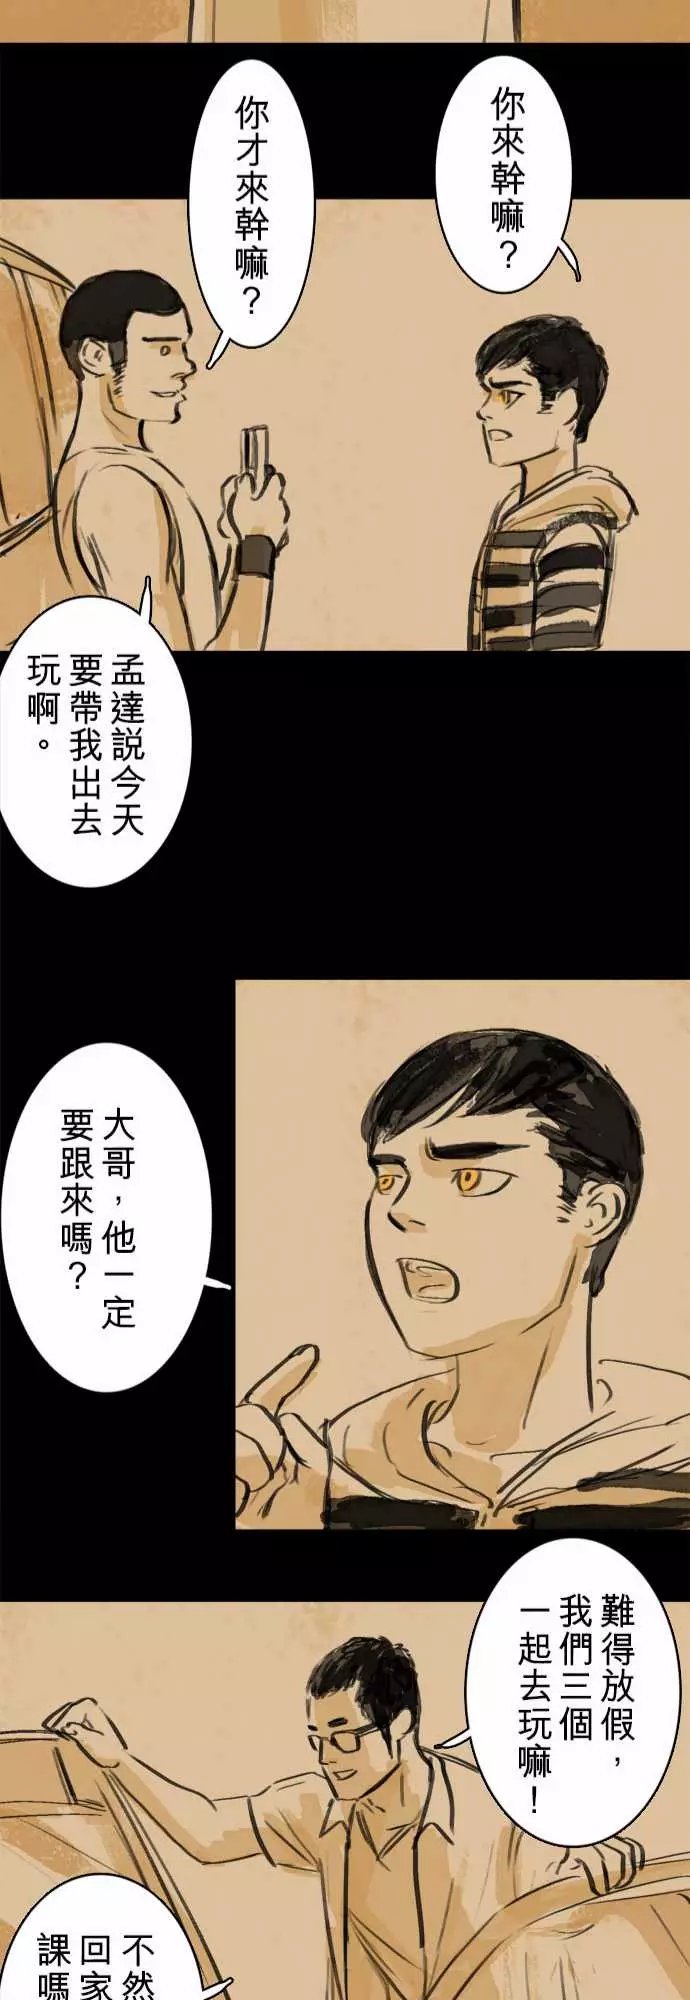 你來幹嘛？
你才來幹嘛？
孟達說今天
要帶我出去
玩啊。
大哥，他一定
要跟來嗎？
難得放假，
我們三個
一起去玩嘛！
不然
回家
課嗎